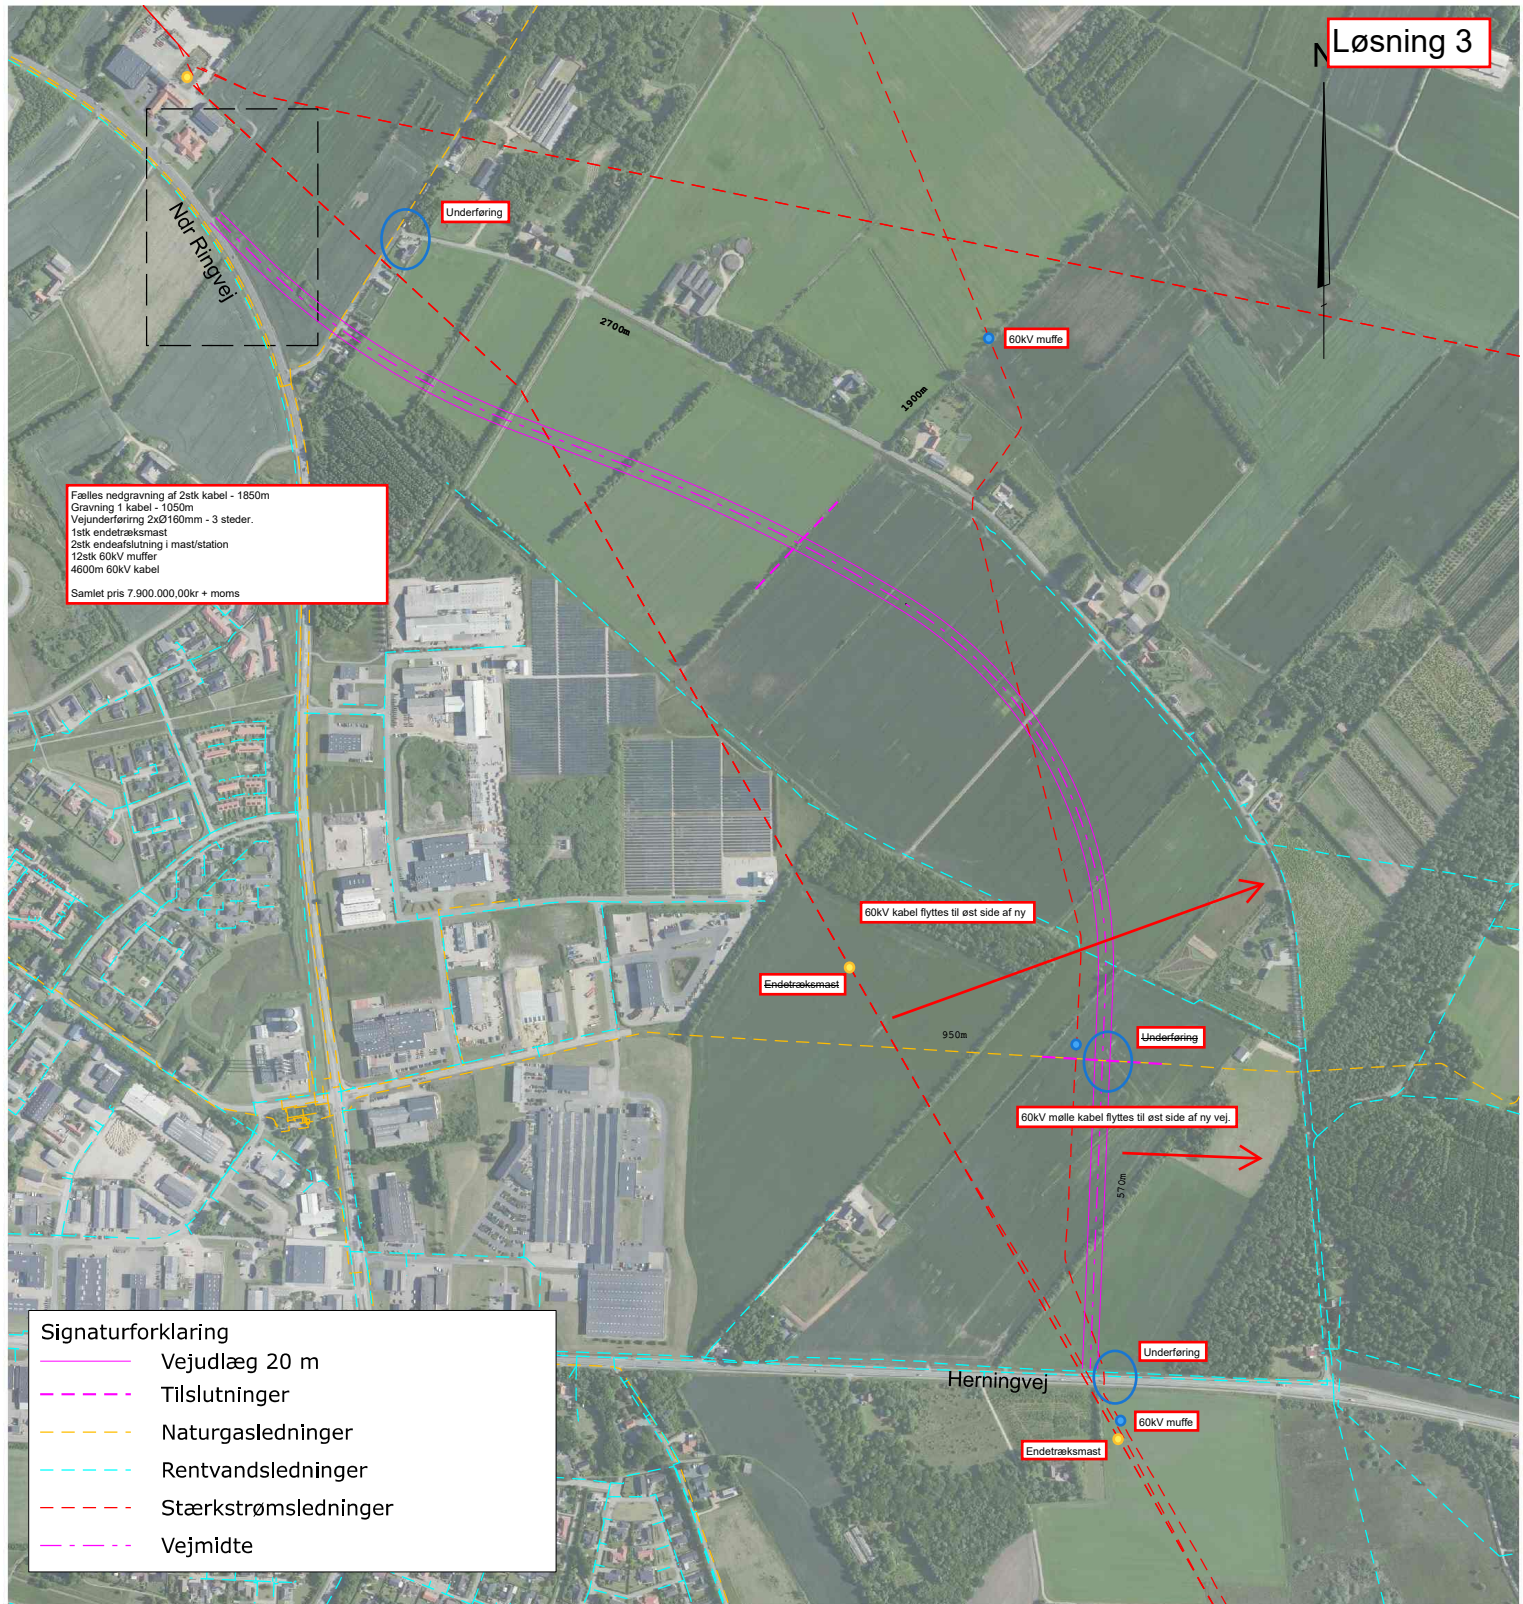 Løsning 3
N
Underføring
Ndr Ringvej
2700m
60kV muffe
1900m
Fælles nedgravning af 2stk kabel - 1850m
Gravning 1 kabel - 1050m
Vejunderførirng 2xØ160mm - 3 steder.
1stk endetræksmast
2stk endeafslutning i mast/station
12stk 60kV muffer
4600m 60kV kabel
Samlet pris 7.900.000,00kr + moms
60kV kabel flyttes til øst side af ny
Endetræksmast
950m
Underføring
60kV mølle kabel flyttes til øst side af ny vej.
570m
Underføring
Herningvej
60kV muffe
Endetræksmast
Signaturforklaring
Vejudlæg 20 m
Tilslutninger
Naturgasledninger
Rentvandsledninger
Stærkstrømsledninger
Vejmidte